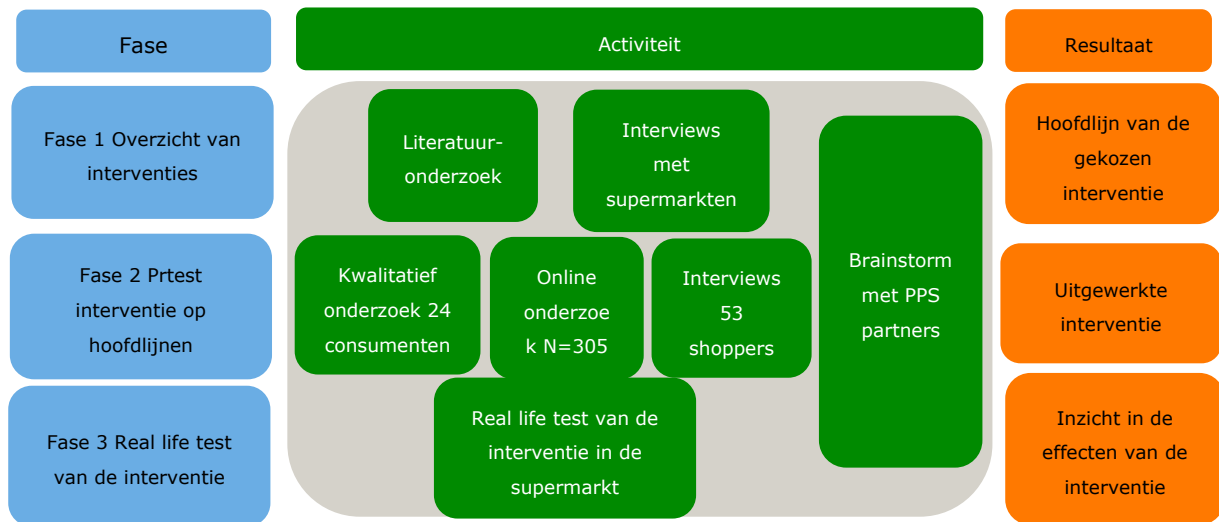 Fase
Activiteit
Resultaat
Fase 1 Overzicht van
interventies
Literatuur-
onderzoek
Interviews
met
supermarkten
Hoofdlijn van de
gekozen
interventie
Fase 2 Prtest
interventie op
hoofdlijnen
Kwalitatief
onderzoek 24
consumenten
Online
onderzoe
k N=305
Interviews
53
shoppers
Brainstorm
met PPS
partners
Uitgewerkte
interventie
Fase 3 Real life test
van de interventie
Real life test van de
interventie in de
supermarkt
Inzicht in de
effecten van de
interventie